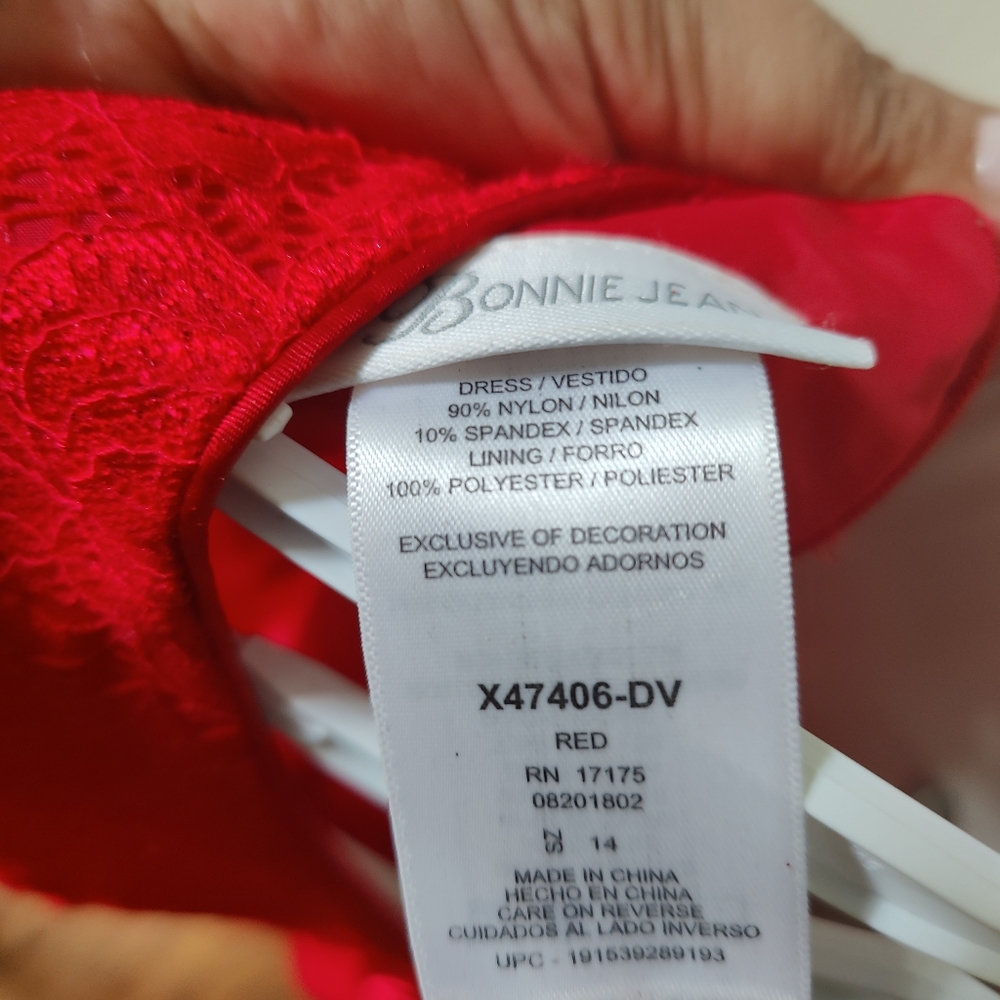 BONNIE JEAN
DRESS / VESTIDO
90% NYLON / NILON
10% SPANDEX / SPANDEX
LINING / FORRO
100% POLYESTER / POLIESTER
EXCLUSIVE OF DECORATION
EXCLUYENDO ADORNOS
X47406-DV
RED
RN 17175
08201802
SZ 14
MADE IN CHINA
HECHO EN CHINA
CARE ON REVERSE
CUIDADOS AL LADO INVERSO
UPC - 191539289193